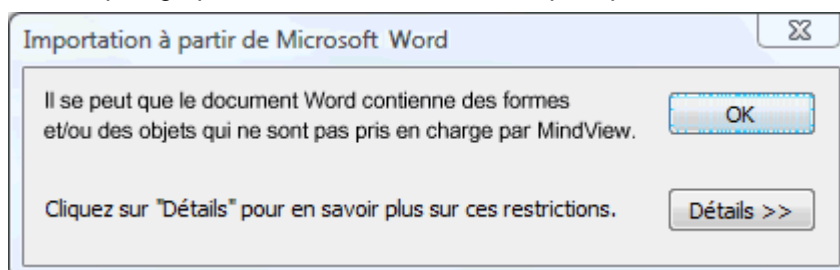 Importation à partir de Microsoft Word
Il se peut que le document Word contienne des formes
et/ou des objets qui ne sont pas pris en charge par MindView.
OK
Cliquez sur "Détails" pour en savoir plus sur ces restrictions.
Détails >>